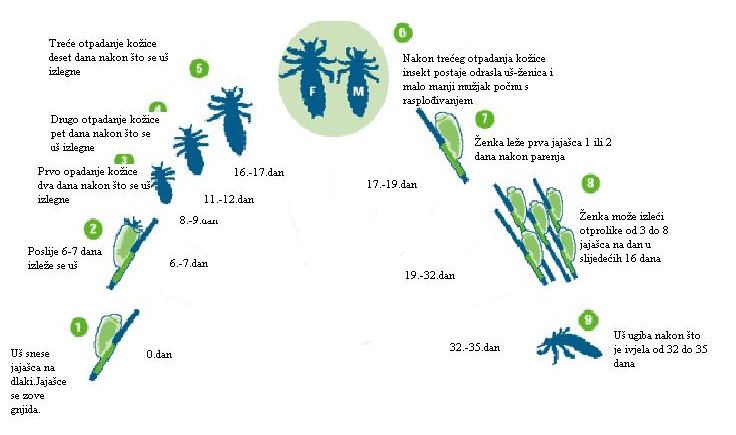 1
Uš snese
jajašca na
dlaki.Jajašce
se zove
gnjida.
0.dan
2
Poslije 6-7 dana
izleže se uš
6.-7.dan
3
Prvo opadanje kožice
dva dana nakon što se uš
izlegne
8.-9.dan
4
Drugo otpadanje kožice
pet dana nakon što se
uš izlegne
11.-12.dan
5
Treće otpadanje kožice
deset dana nakon što se uš
izlegne
16.-17.dan
F M
6
Nakon trećeg otpadanja kožice
insekt postaje odrasla uš-ženica i
malo manji mužjak počnu s
rasplođivanjem
7
Ženka leže prva jajašca 1 ili 2
dana nakon parenja
17.-19.dan
8
Ženka može izleći
otprolike od 3 do 8
jajašca na dan u
slijedećih 16 dana
19.-32.dan
9
Uš ugiba nakon što
je ivjela od 32 do 35
dana
32.-35.dan